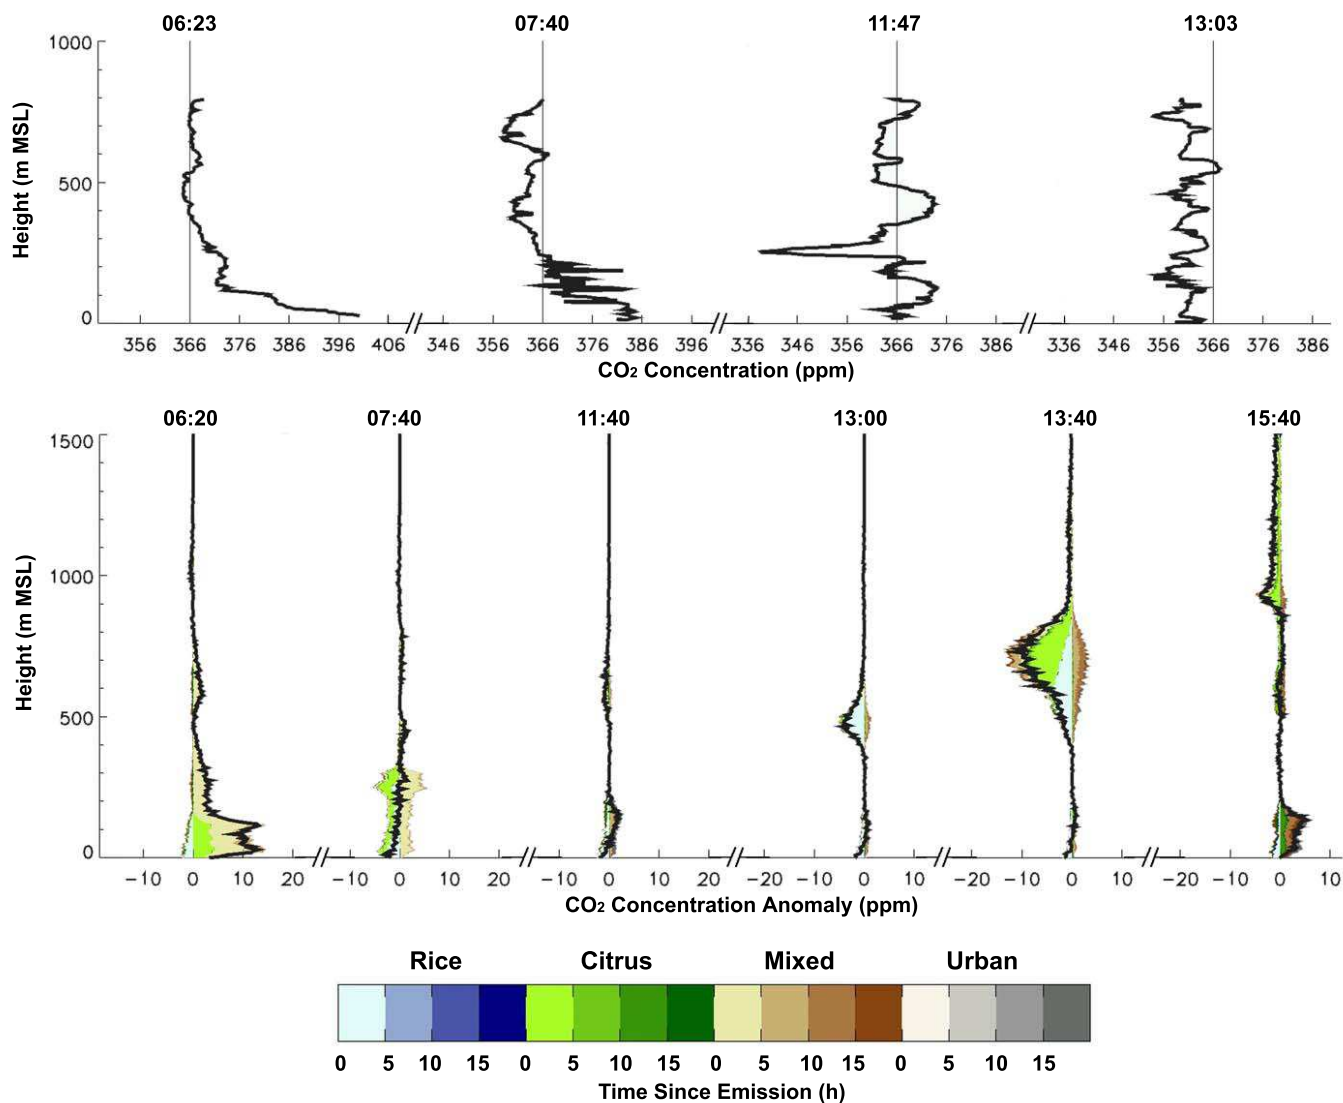 06:23 07:40 11:47 13:03
1000
500
0
Height (m MSL)
356 366 376 386 396 406 346 356 366 376 386 396 336 346 356 366 376 386 336 346 356 366 376 386
CO2 Concentration (ppm)
06:20 07:40 11:40 13:00 13:40 15:40
1500
1000
500
0
Height (m MSL)
−10 0 10 20 −10 0 10 20 −10 0 10 20 −20 −10 0 10 −20 −10 0 10 −20 −10 0 10
CO2 Concentration Anomaly (ppm)
Rice Citrus Mixed Urban
0 5 10 15 0 5 10 15 0 5 10 15 0 5 10 15
Time Since Emission (h)